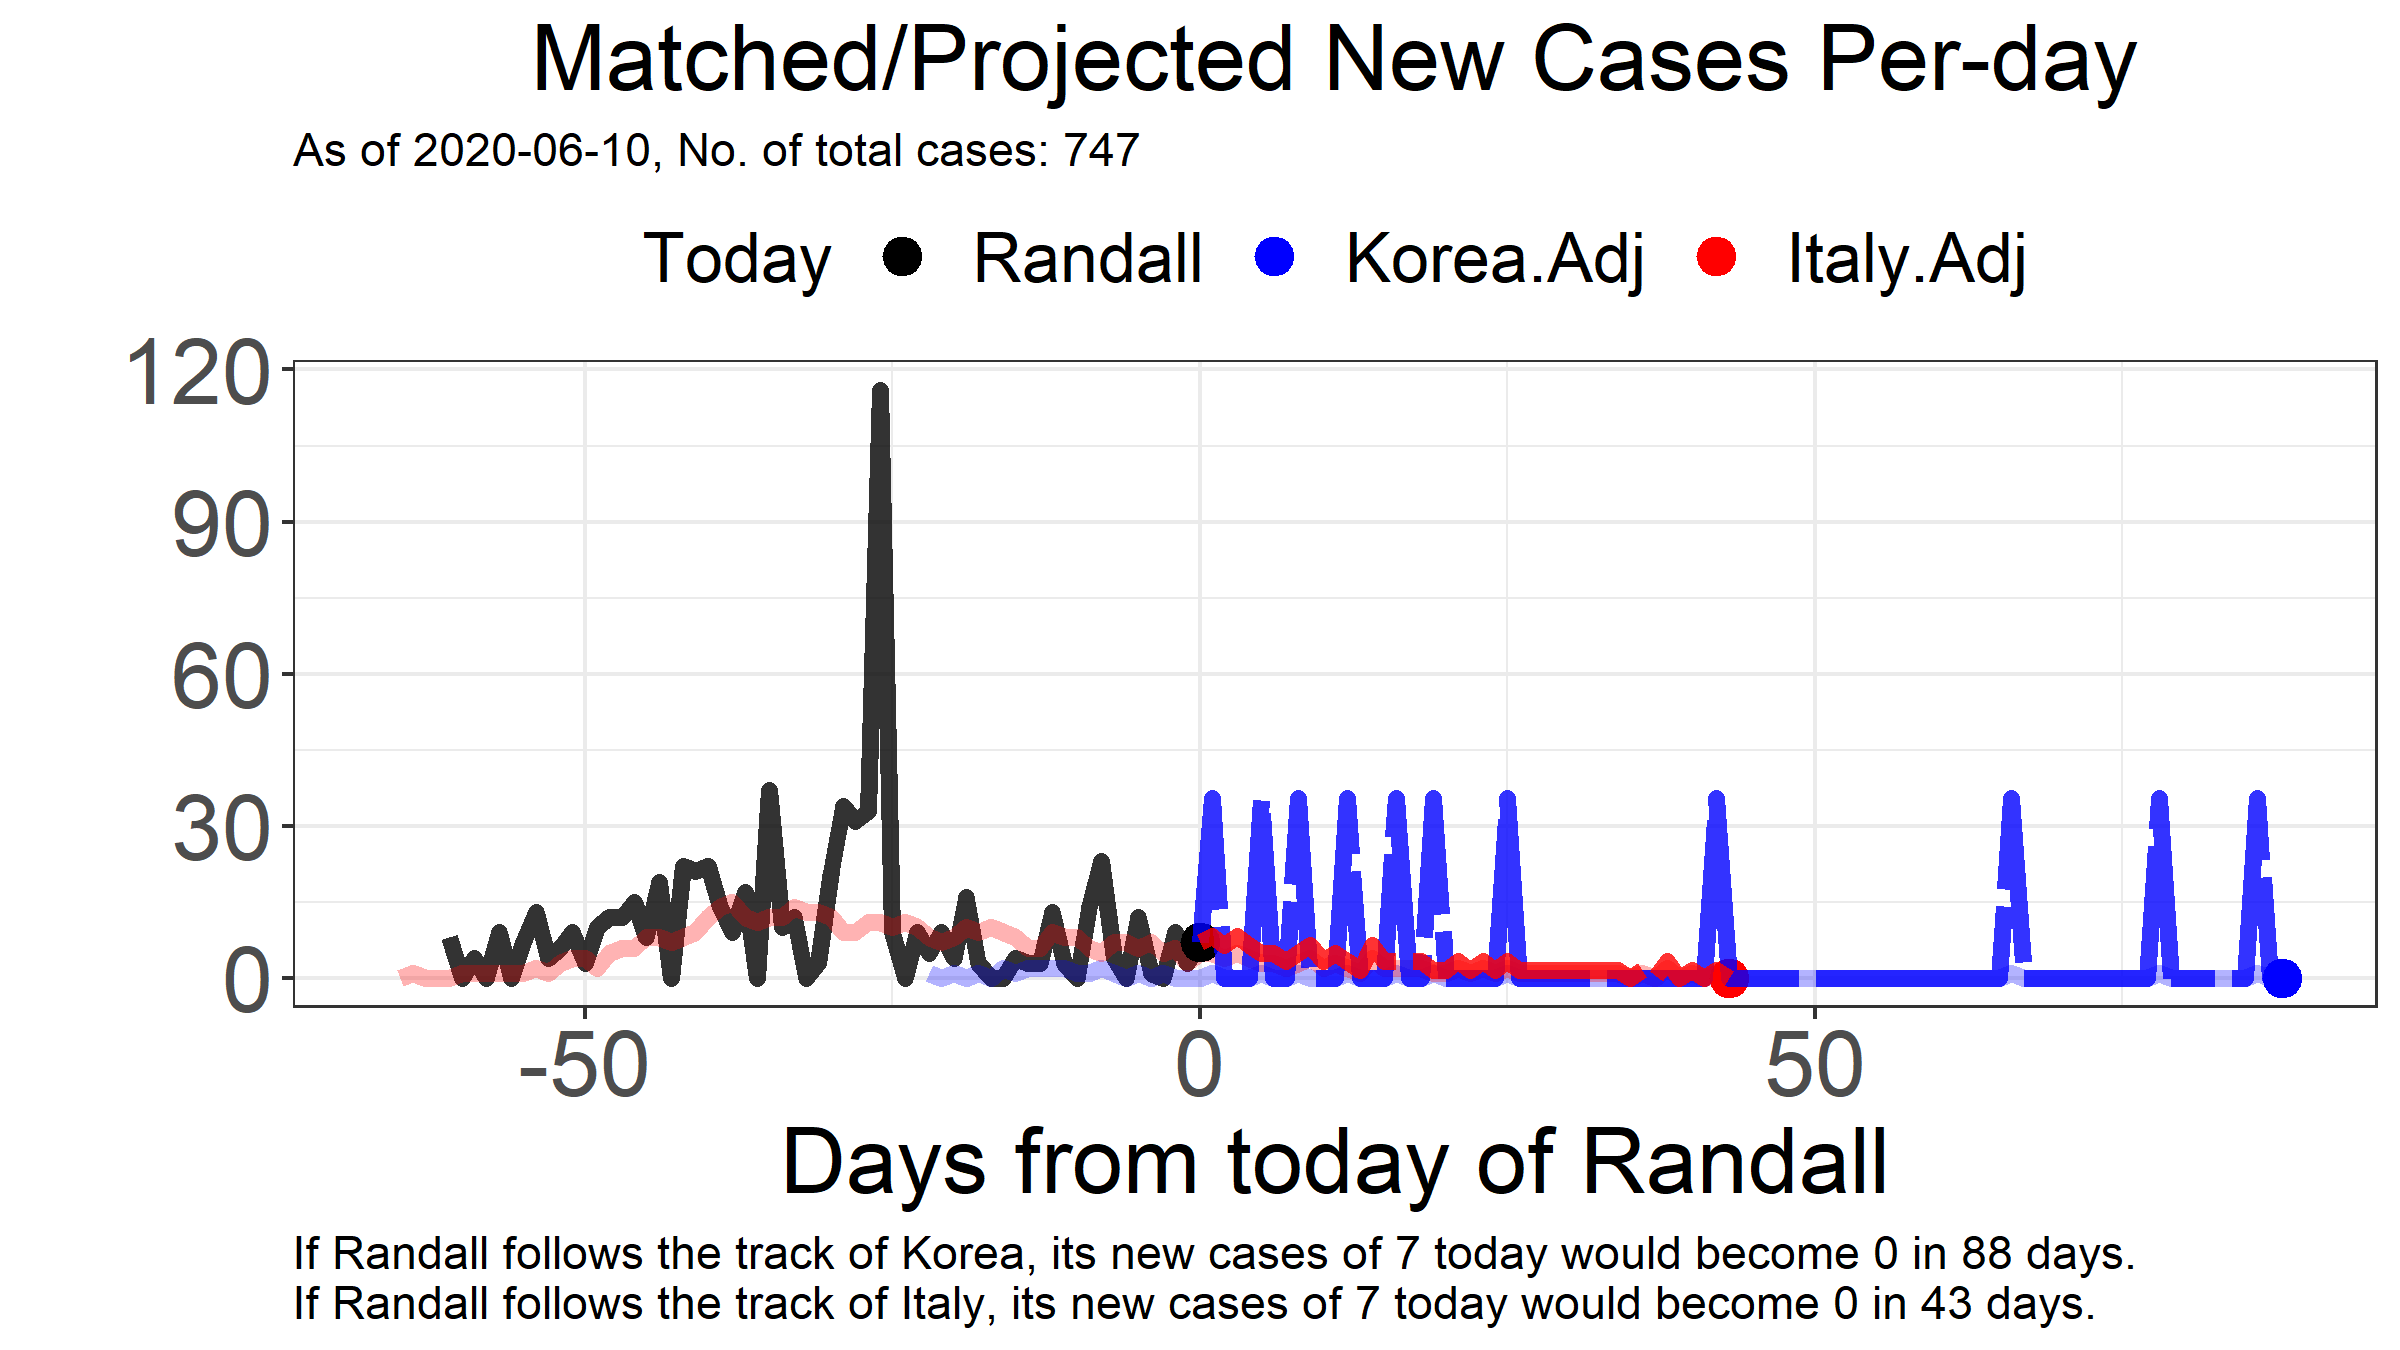 Matched/Projected New Cases Per-day
As of 2020-06-10, No. of total cases: 747
Today Randall Korea.Adj Italy.Adj
120
90
60
30
0
-50 0 50
Days from today of Randall
If Randall follows the track of Korea, its new cases of 7 today would become 0 in 88 days.
If Randall follows the track of Italy, its new cases of 7 today would become 0 in 43 days.